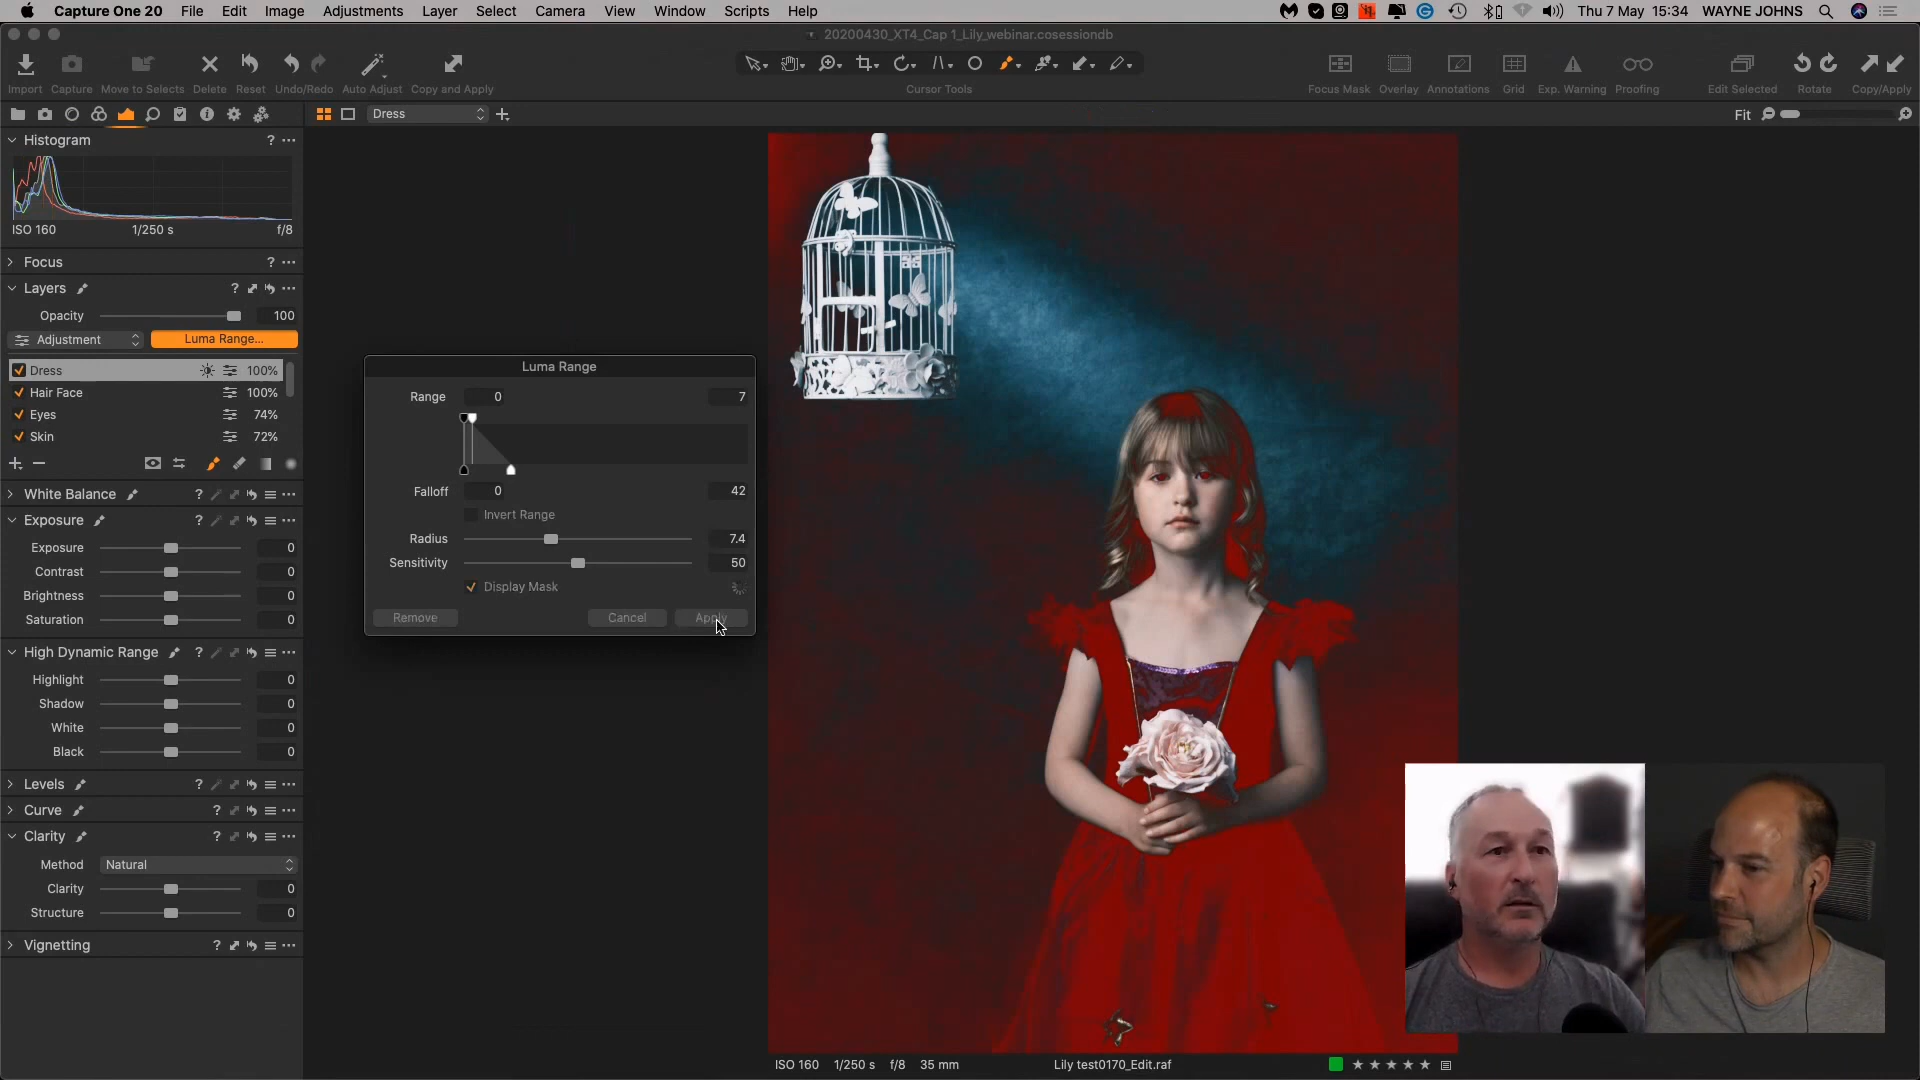 Capture One 20 File Edit Image Adjustments Layer Select Camera View Window Scripts Help Thu 7 May 15:34 WAYNE JOHNS
20200430_XT4_Cap 1_Lily_webinar.cosessiondb
Import Capture Move to Selects Delete Reset Undo/Redo Auto Adjust Copy and Apply Cursor Tools Focus Mask Overlay Annotations Grid Exp. Warning Proofing Edit Selected Rotate Copy/Apply
Dress Fit
Histogram ?
ISO 160 1/250 s f/8
Focus ?
Layers ?
Opacity 100
Adjustment Luma Range...
Dress 100%
Hair Face 100%
Eyes 74%
Skin 72%
White Balance ?
Exposure ?
Exposure 0
Contrast 0
Brightness 0
Saturation 0
High Dynamic Range ?
Highlight 0
Shadow 0
White 0
Black 0
Levels ?
Curve ?
Clarity ?
Method Natural
Clarity 0
Structure 0
Vignetting ?
Luma Range
Range 0 7
Falloff 0 42
Invert Range
Radius 7.4
Sensitivity 50
Display Mask
Remove Cancel Apply
ISO 160 1/250 s f/8 35 mm Lily test0170_Edit.raf